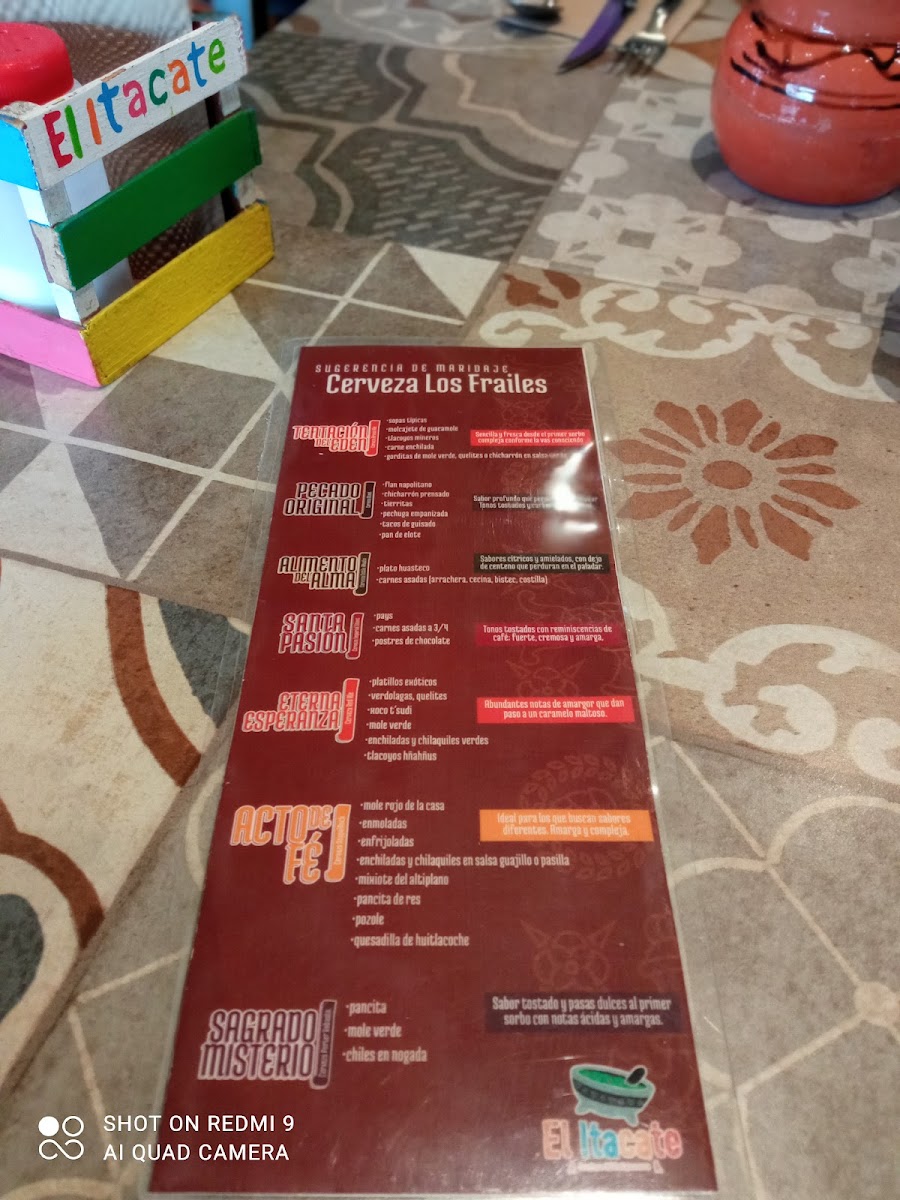 El Itacate
SUGERENCIA DE MARIDAJE
Cerveza Los Frailes
TENTACIÓN
DEL EDEN
·sopas típicas
·molcajete de guacamole
·tlacoyos mineros
·carne enchilada
·gorditas de mole verde, quelites o chicharrón en salsa verde
Sencilla y fresca desde el primer sorbo
compleja conforme la vas conociendo
PECADO
ORIGINAL
·flan napolitano
·chicharrón prensado
·tierritas
·pechuga empanizada
·tacos de guisado
·pan de elote
Sabor profundo que
Tonos tostados y
ALIMENTO
DEL ALMA
·plato huasteco
·carnes asadas (arrachera, cecina, bistec, costilla)
Sabores cítricos y amielados, con dejo
de centeno que perduran en el paladar.
SANTA
PASIÓN
·pays
·carnes asadas a 3/4
·postres de chocolate
Tonos tostados con reminiscencias de
café: fuerte, cremosa y amarga.
ETERNA
ESPERANZA
·platillos exóticos
·verdolagas, quelites
·xoco t'sudi
·mole verde
·enchiladas y chilaquiles verdes
·tlacoyos hñahñus
Abundantes notas de amargor que dan
paso a un caramelo maltoso.
ACTO DE
FÉ
·mole rojo de la casa
·enmoladas
·enfrijoladas
·enchiladas y chilaquiles en salsa guajillo o pasilla
·mixiote del altiplano
·pancita de res
·pozole
·quesadilla de huitlacoche
Ideal para los que buscan sabores
diferentes. Amarga y compleja.
SAGRADO
MISTERIO
·pancita
·mole verde
·chiles en nogada
Sabor tostado y pasas dulces al primer
sorbo con notas ácidas y amargas.
El Itacate
SHOT ON REDMI 9
AI QUAD CAMERA